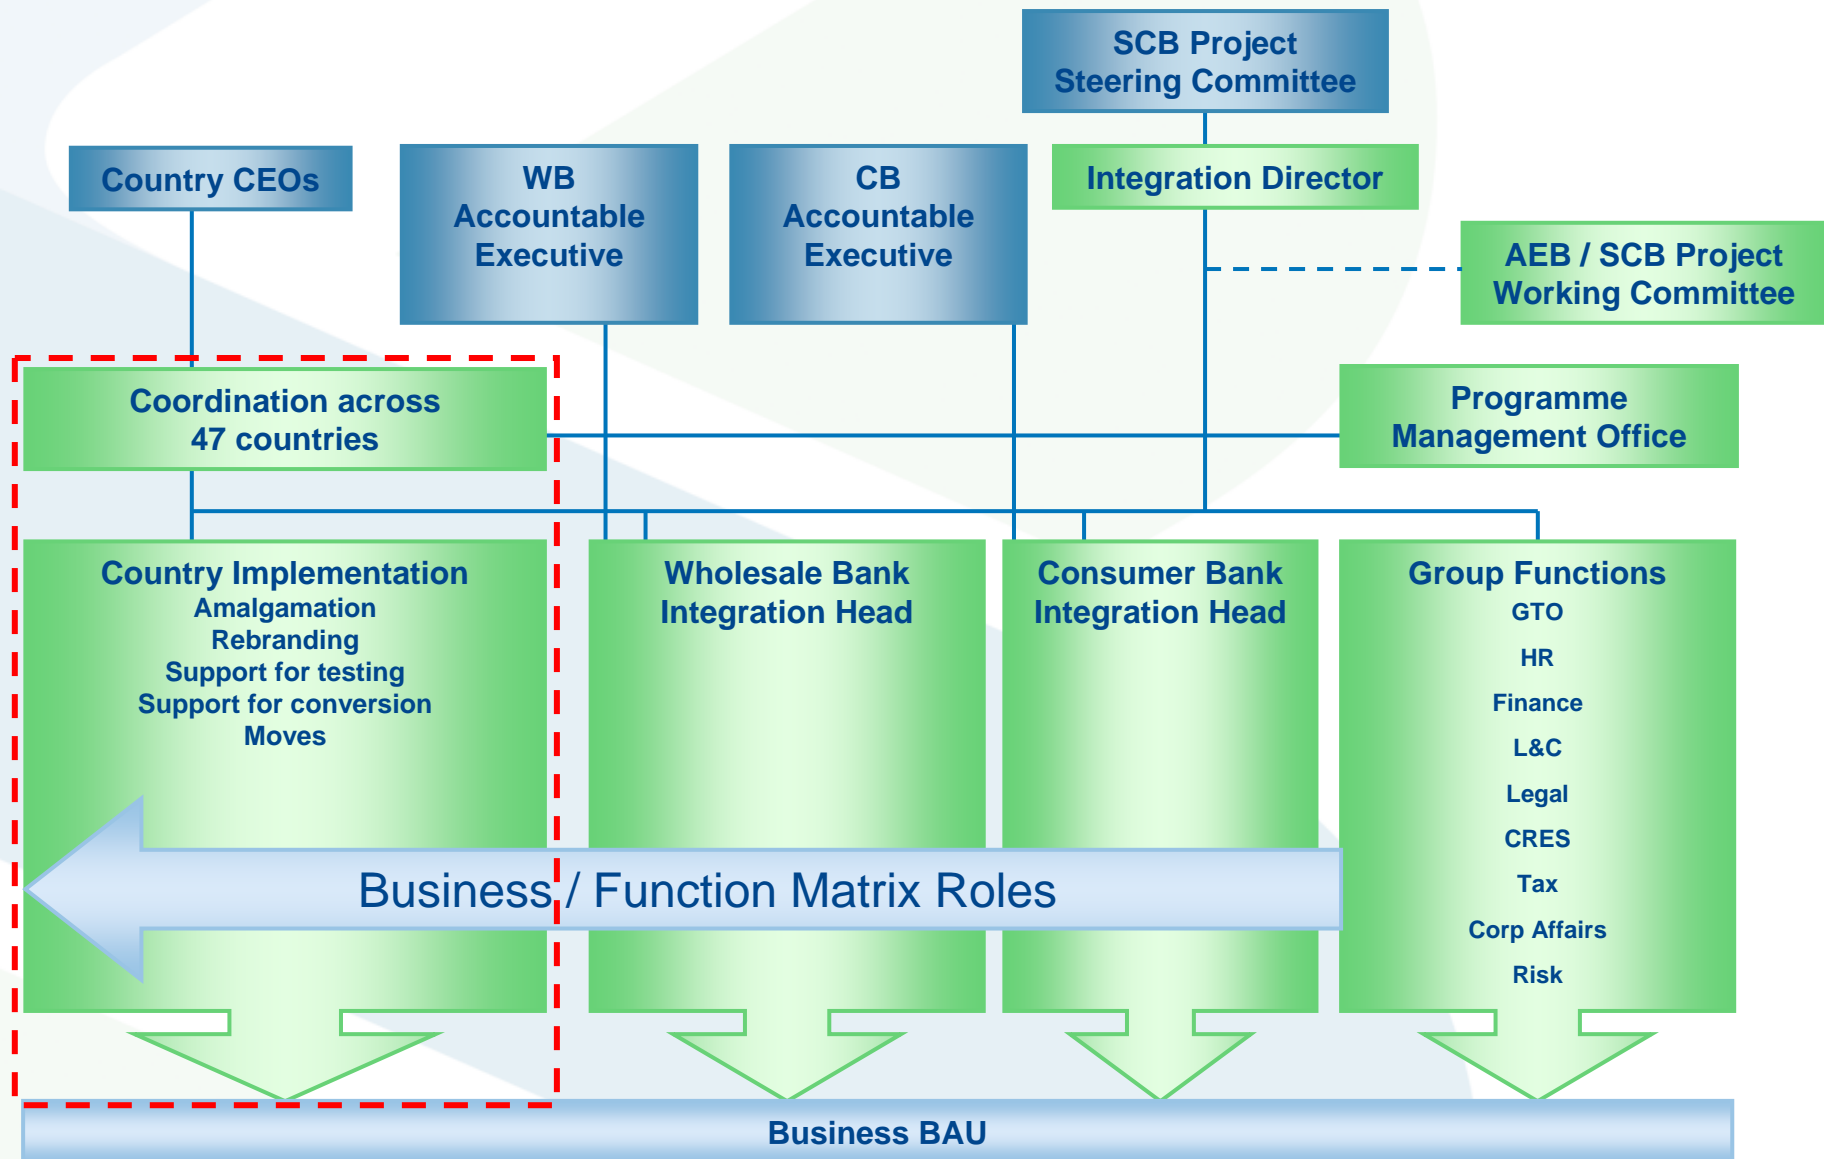 SCB Project
Steering Committee
Country CEOs
WB
Accountable
Executive
CB
Accountable
Executive
Integration Director
AEB / SCB Project
Working Committee
Coordination across
47 countries
Programme
Management Office
Country Implementation
Amalgamation
Rebranding
Support for testing
Support for conversion
Moves
Wholesale Bank
Integration Head
Consumer Bank
Integration Head
Group Functions
GTO
HR
Finance
L&C
Legal
CRES
Tax
Corp Affairs
Risk
Business / Function Matrix Roles
Business BAU